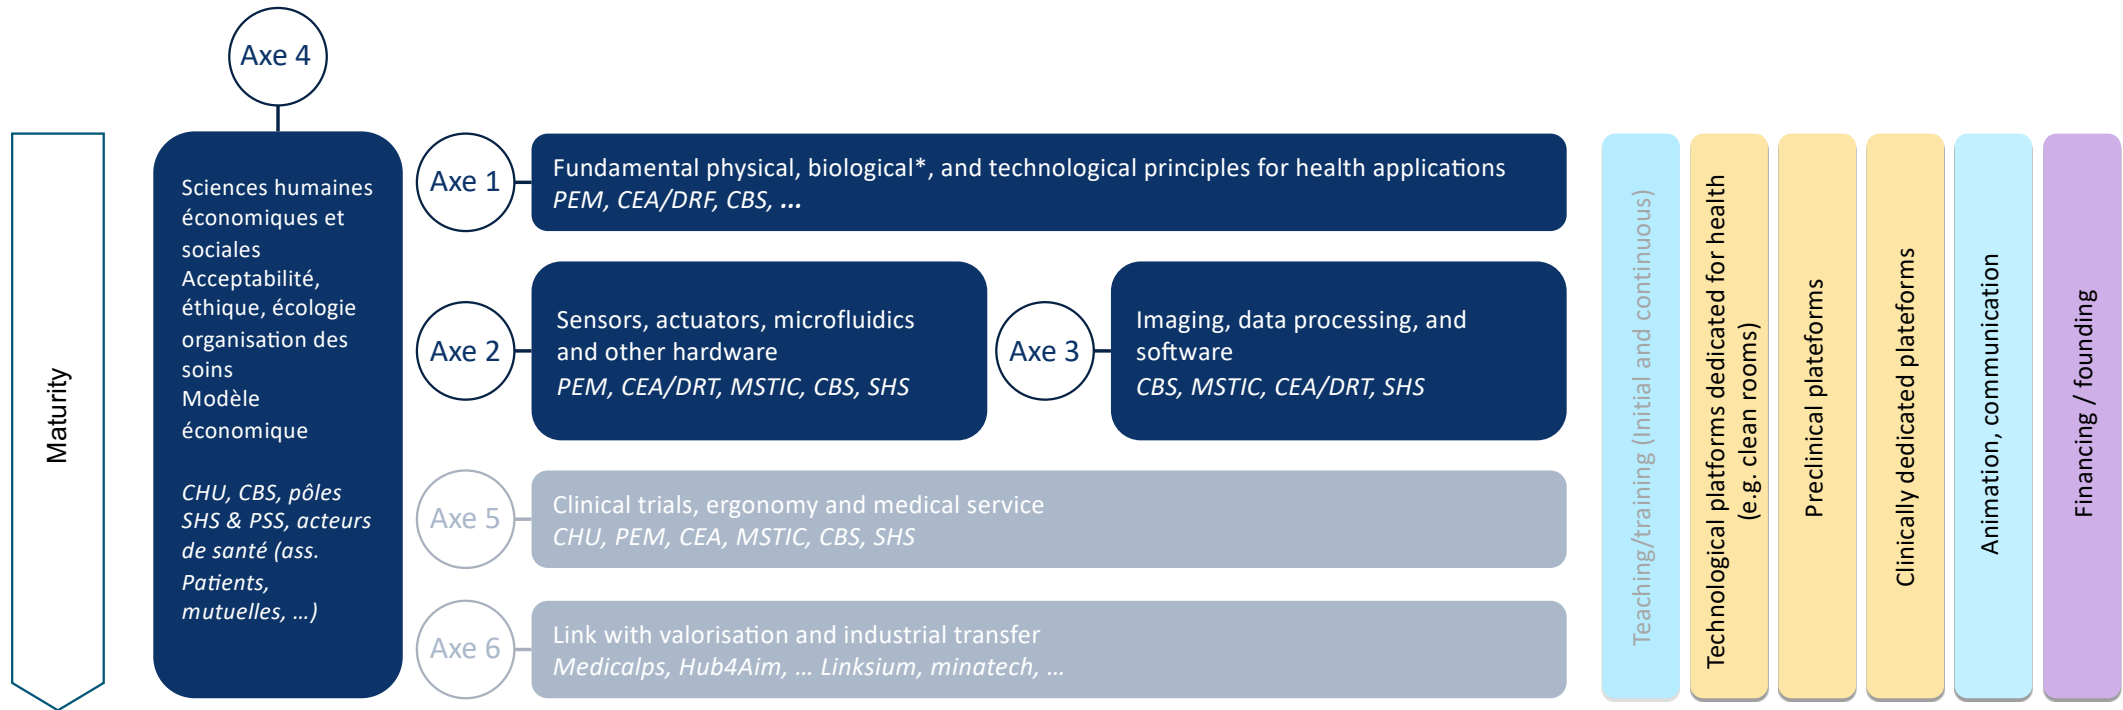 Axe 4
Maturity
Sciences humaines
économiques et
sociales
Acceptabilité,
éthique, écologie
organisation des
soins
Modèle
économique
CHU, CBS, pôles
SHS & PSS, acteurs
de santé (ass.
Patients,
mutuelles, ...)
Axe 1
Fundamental physical, biological*, and technological principles for health applications
PEM, CEA/DRF, CBS, ...
Axe 2
Sensors, actuators, microfluidics
and other hardware
PEM, CEA/DRT, MSTIC, CBS, SHS
Axe 3
Imaging, data processing, and
software
CBS, MSTIC, CEA/DRT, SHS
Axe 5
Clinical trials, ergonomy and medical service
CHU, PEM, CEA, MSTIC, CBS, SHS
Axe 6
Link with valorisation and industrial transfer
Medicalps, Hub4Aim, ... Linksium, minatech, ...
Teaching/training (Initial and continuous)
Technological platforms dedicated for health
(e.g. clean rooms)
Preclinical plateforms
Clinically dedicated plateforms
Animation, communication
Financing / founding